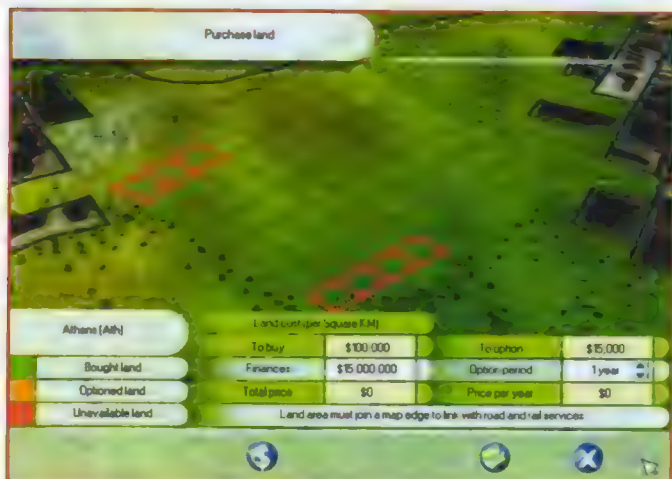 Purchase land
Athens (Ath)
Land cost (per Square KM)
To buy $100,000 To option $15,000
Bought land Finances $15,000,000 Option period 1 year
Optioned land Total price $0 Price per year $0
Unavailable land Land area must join a map edge to link with road and rail services